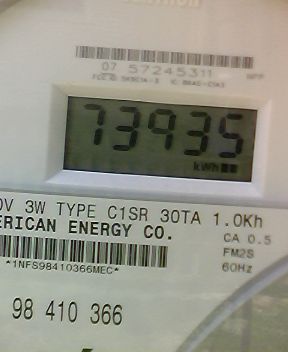 07 57245311
73935
kWh
0V 3W TYPE C1SR 30TA 1.0Kh
ERICAN ENERGY CO.
CA 0.5
FM2S
*1NFS98410366MEC*
60Hz
98 410 366